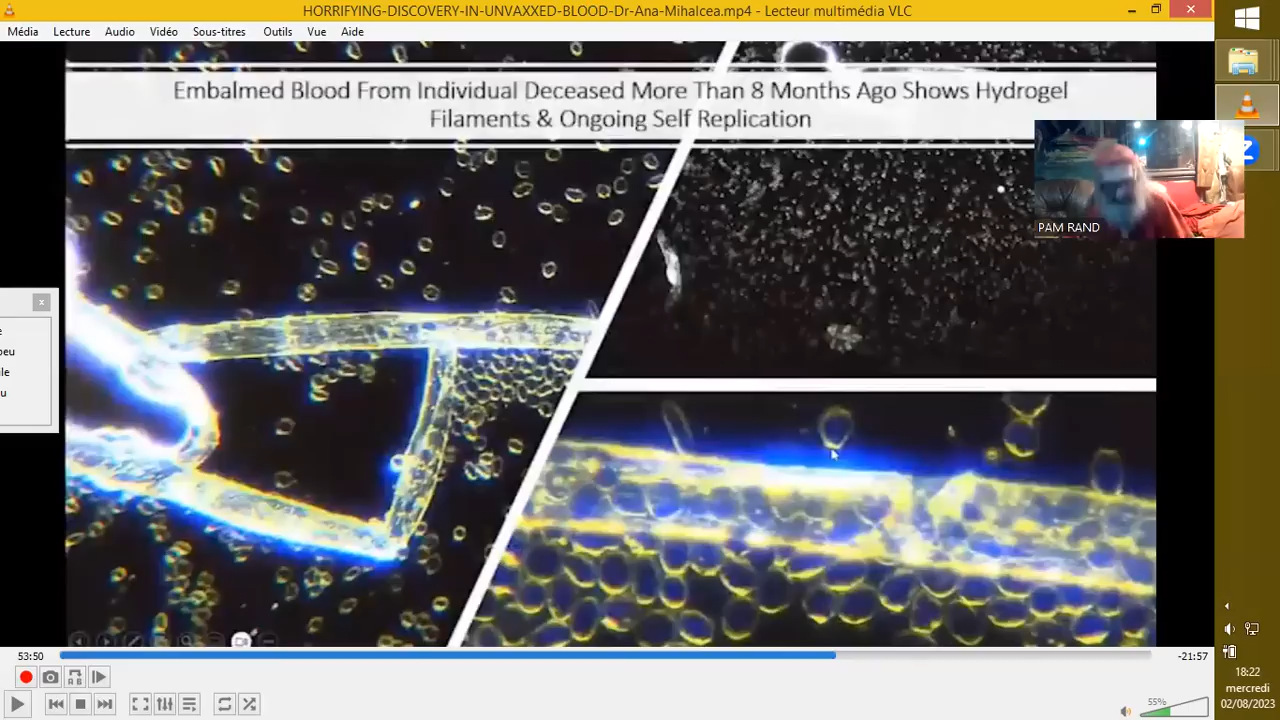 HORRIFYING-DISCOVERY-IN-UNVAXXED-BLOOD-Dr-Ana-Mihalcea.mp4 - Lecteur multimédia VLC
Média Lecture Audio Vidéo Sous-titres Outils Vue Aide
Embalmed Blood From Individual Deceased More Than 8 Months Ago Shows Hydrogel
Filaments & Ongoing Self Replication
PAM RAND
53:50
-21:57
55%
18:22
mercredi
02/08/2023